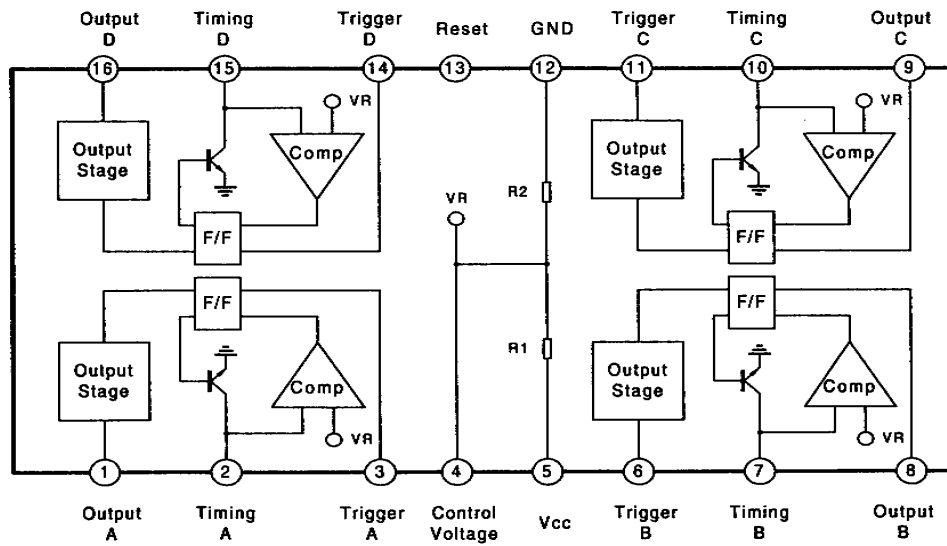 Output D
Timing D
Trigger D
Reset
GND
Trigger C
Timing C
Output C
16
15
14
13
12
11
10
9
VR
VR
Output Stage
Comp
Output Stage
Comp
VR
R2
F/F
F/F
F/F
F/F
R1
Output Stage
Comp
Output Stage
Comp
VR
VR
1
2
3
4
5
6
7
8
Output A
Timing A
Trigger A
Control Voltage
Vcc
Trigger B
Timing B
Output B